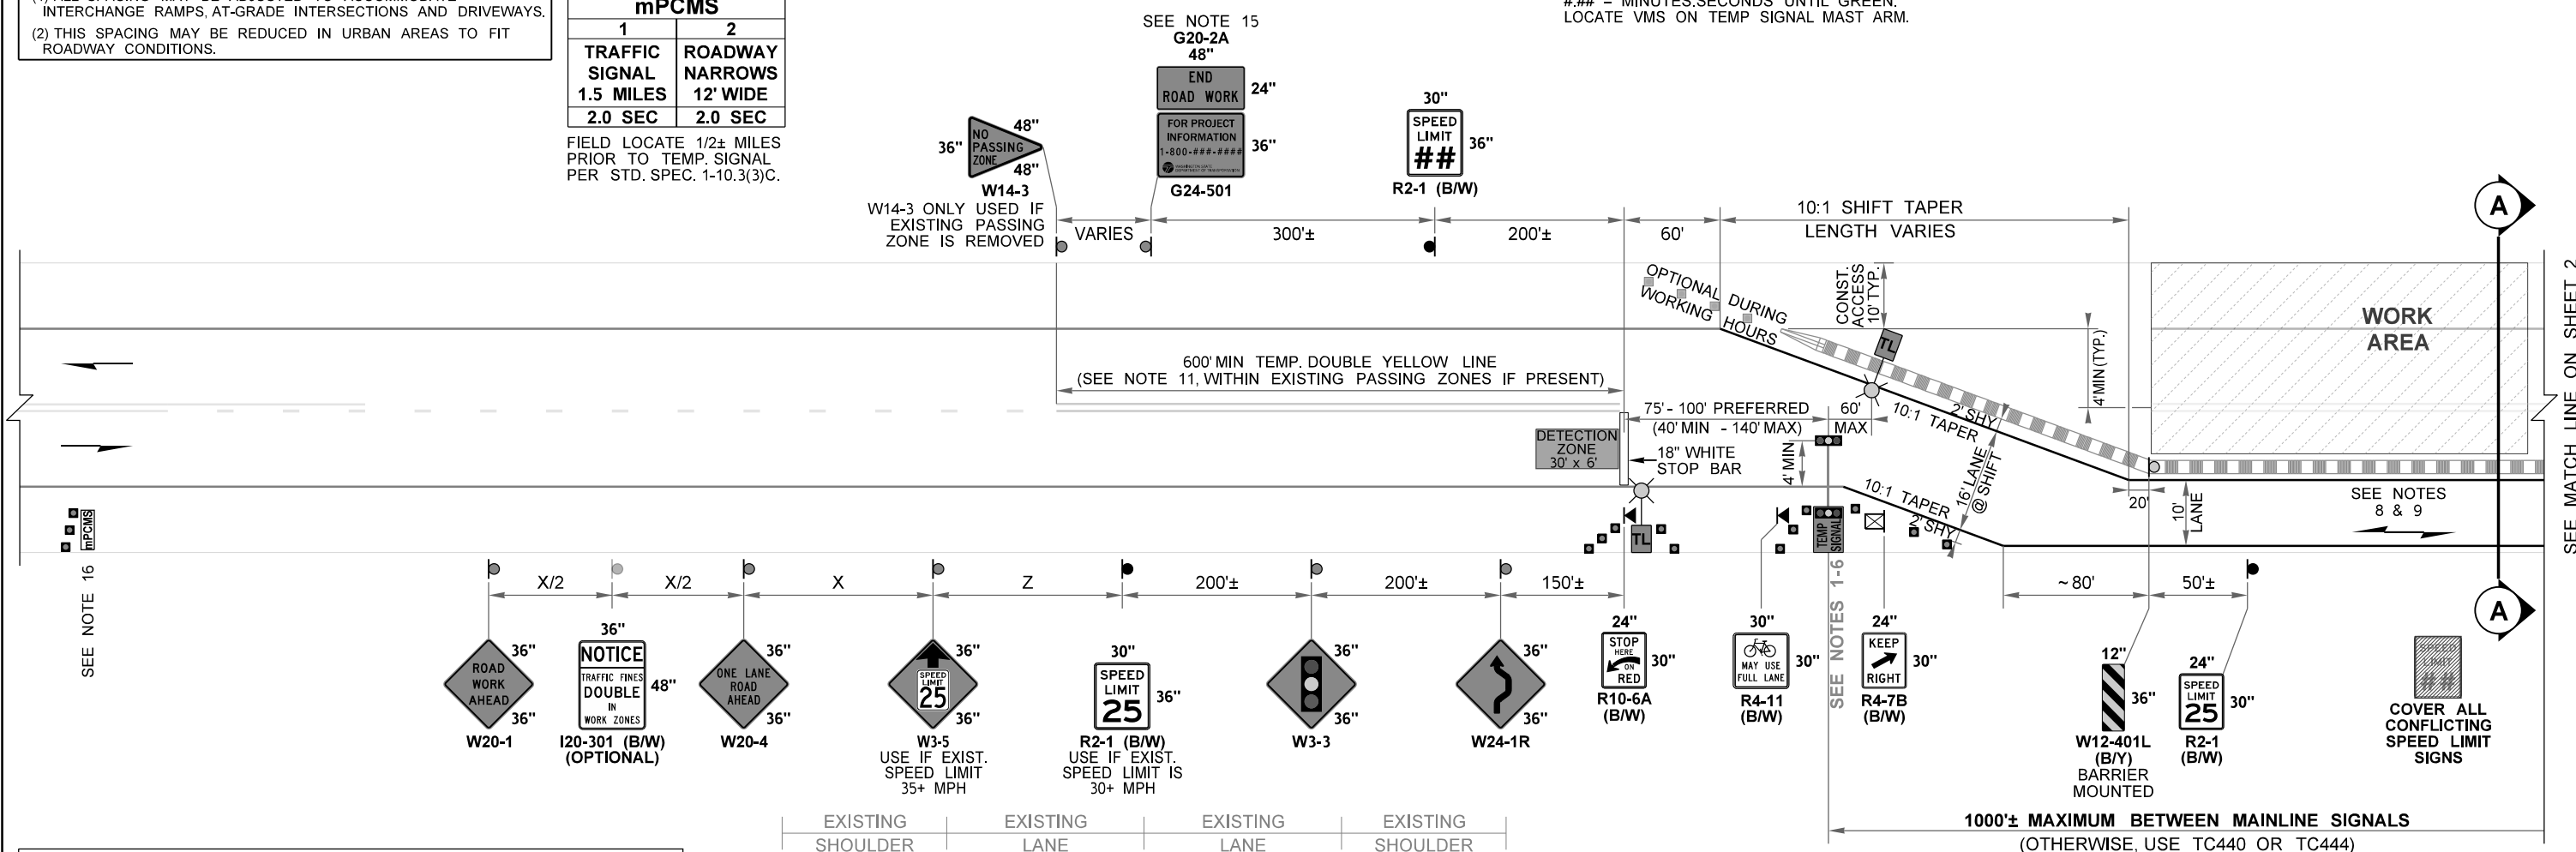 INTERCHANGE RAMPS, AT-GRADE INTERSECTIONS AND DRIVEWAYS.
(2) THIS SPACING MAY BE REDUCED IN URBAN AREAS TO FIT
ROADWAY CONDITIONS.
mPCMS
1 2
TRAFFIC ROADWAY
SIGNAL NARROWS
1.5 MILES 12' WIDE
2.0 SEC 2.0 SEC
FIELD LOCATE 1/2± MILES
PRIOR TO TEMP. SIGNAL
PER STD. SPEC. 1-10.3(3)C.
#.## = MINUTES.SECONDS UNTIL GREEN.
LOCATE VMS ON TEMP SIGNAL MAST ARM.
SEE NOTE 15
G20-2A
48"
END
ROAD WORK
24"
FOR PROJECT
INFORMATION
1-800-###-####
36"
G24-501
NO
PASSING
ZONE
48"
36"
48"
W14-3
W14-3 ONLY USED IF
EXISTING PASSING
ZONE IS REMOVED
30"
SPEED
LIMIT
##
36"
R2-1 (B/W)
VARIES
300'±
200'±
60'
10:1 SHIFT TAPER
LENGTH VARIES
A
OPTIONAL DURING
WORKING HOURS
CONST.
ACCESS
10' TYP.
TL
4' MIN (TYP.)
WORK
AREA
SEE MATCH LINE ON SHEET 2
600' MIN TEMP. DOUBLE YELLOW LINE
(SEE NOTE 11, WITHIN EXISTING PASSING ZONES IF PRESENT)
75' - 100' PREFERRED
(40' MIN - 140' MAX)
60'
MAX
DETECTION
ZONE
30' x 6'
18" WHITE
STOP BAR
4' MIN
2' SHY
10:1 TAPER
16' LANE
@ SHIFT
10:1 TAPER
2' SHY
20'
10'
LANE
SEE NOTES
8 & 9
mPCMS
SEE NOTE 16
TL
TEMP
SIGNAL
SEE NOTES 1-6
X/2
X/2
X
Z
200'±
200'±
150'±
~80'
50'±
A
ROAD
WORK
AHEAD
36"
36"
W20-1
36"
NOTICE
TRAFFIC FINES
DOUBLE
IN
WORK ZONES
48"
I20-301 (B/W)
(OPTIONAL)
ONE LANE
ROAD
AHEAD
36"
36"
W20-4
SPEED
LIMIT
25
36"
36"
W3-5
USE IF EXIST.
SPEED LIMIT
35+ MPH
30"
SPEED
LIMIT
25
36"
R2-1 (B/W)
USE IF EXIST.
SPEED LIMIT IS
30+ MPH
36"
36"
W3-3
36"
36"
W24-1R
24"
STOP
HERE
ON
RED
30"
R10-6A
(B/W)
30"
MAY USE
FULL LANE
30"
R4-11
(B/W)
24"
KEEP
RIGHT
30"
R4-7B
(B/W)
12"
36"
W12-401L
(B/Y)
BARRIER
MOUNTED
24"
SPEED
LIMIT
25
30"
R2-1
(B/W)
SPEED
LIMIT
##
COVER ALL
CONFLICTING
SPEED LIMIT
SIGNS
1000'± MAXIMUM BETWEEN MAINLINE SIGNALS
(OTHERWISE, USE TC440 OR TC444)
EXISTING EXISTING EXISTING EXISTING
SHOULDER LANE LANE SHOULDER